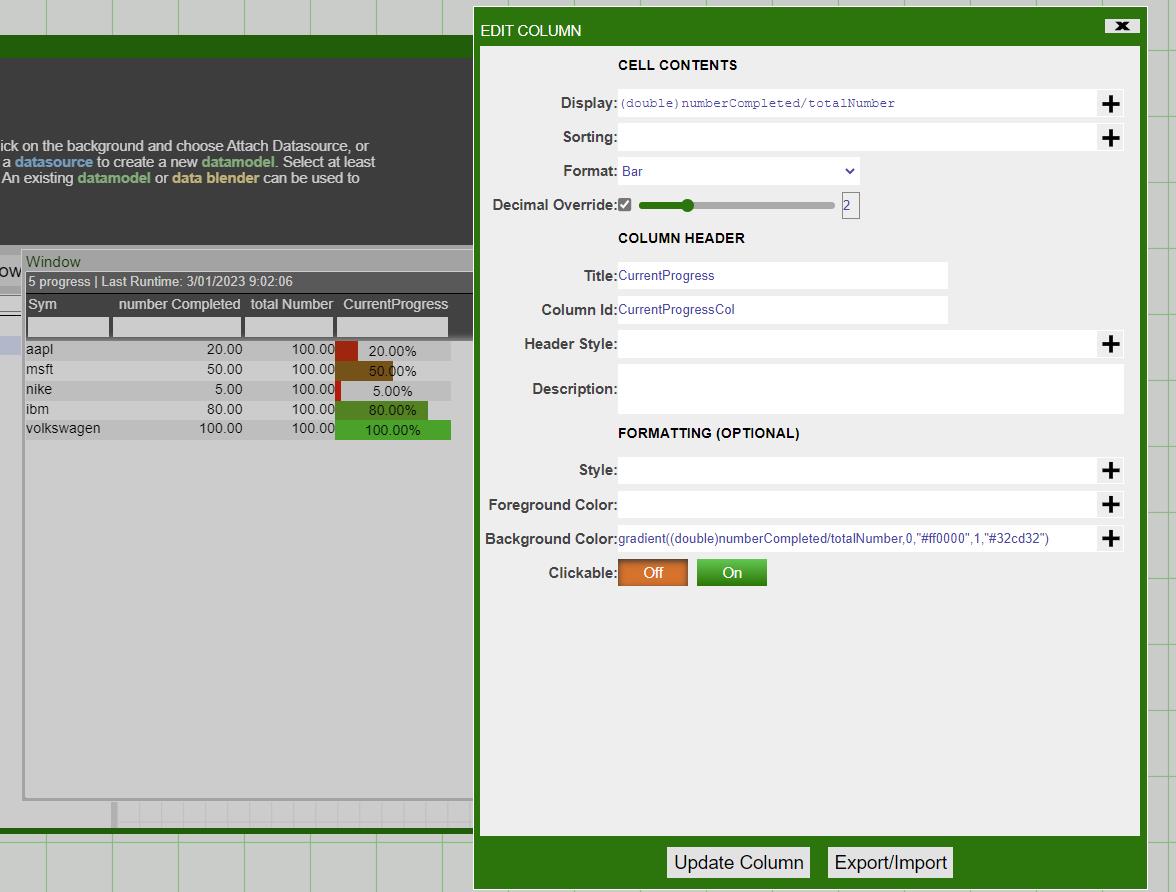 EDIT COLUMN
CELL CONTENTS
Display: (double)numberCompleted/totalNumber
Sorting:
Format: Bar
Decimal Override: 2
COLUMN HEADER
Title: CurrentProgress
Column Id: CurrentProgressCol
Header Style:
Description:
FORMATTING (OPTIONAL)
Style:
Foreground Color:
Background Color: gradient((double)numberCompleted/totalNumber,0,"#ff0000",1,"#32cd32")
Clickable: Off On
Update Column Export/Import
ick on the background and choose Attach Datasource, or
a datasource to create a new datamodel. Select at least
An existing datamodel or data blender can be used to
ow
Window
5 progress | Last Runtime: 3/01/2023 9:02:06
Sym number Completed total Number CurrentProgress
aapl 20.00 100.00 20.00%
msft 50.00 100.00 50.00%
nike 5.00 100.00 5.00%
ibm 80.00 100.00 80.00%
volkswagen 100.00 100.00 100.00%